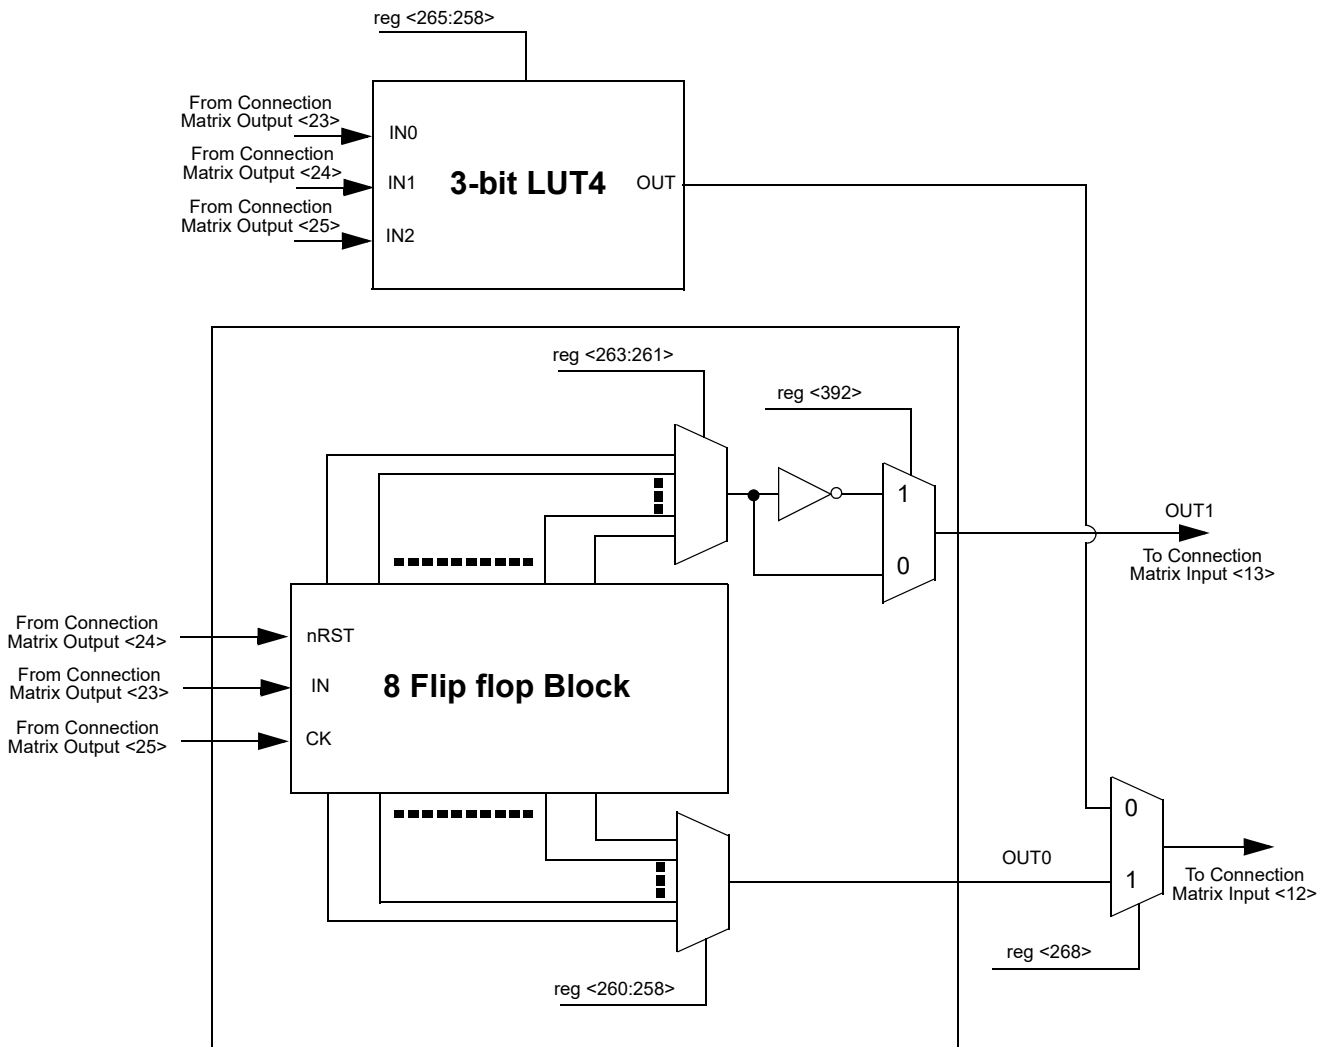 reg <265:258>
From Connection
Matrix Output <23>
IN0
From Connection
Matrix Output <24>
IN1
3-bit LUT4
OUT
From Connection
Matrix Output <25>
IN2
reg <263:261>
reg <392>
1
0
OUT1
To Connection
Matrix Input <13>
From Connection
Matrix Output <24>
nRST
From Connection
Matrix Output <23>
IN
8 Flip flop Block
From Connection
Matrix Output <25>
CK
0
OUT0
1
To Connection
Matrix Input <12>
reg <268>
reg <260:258>